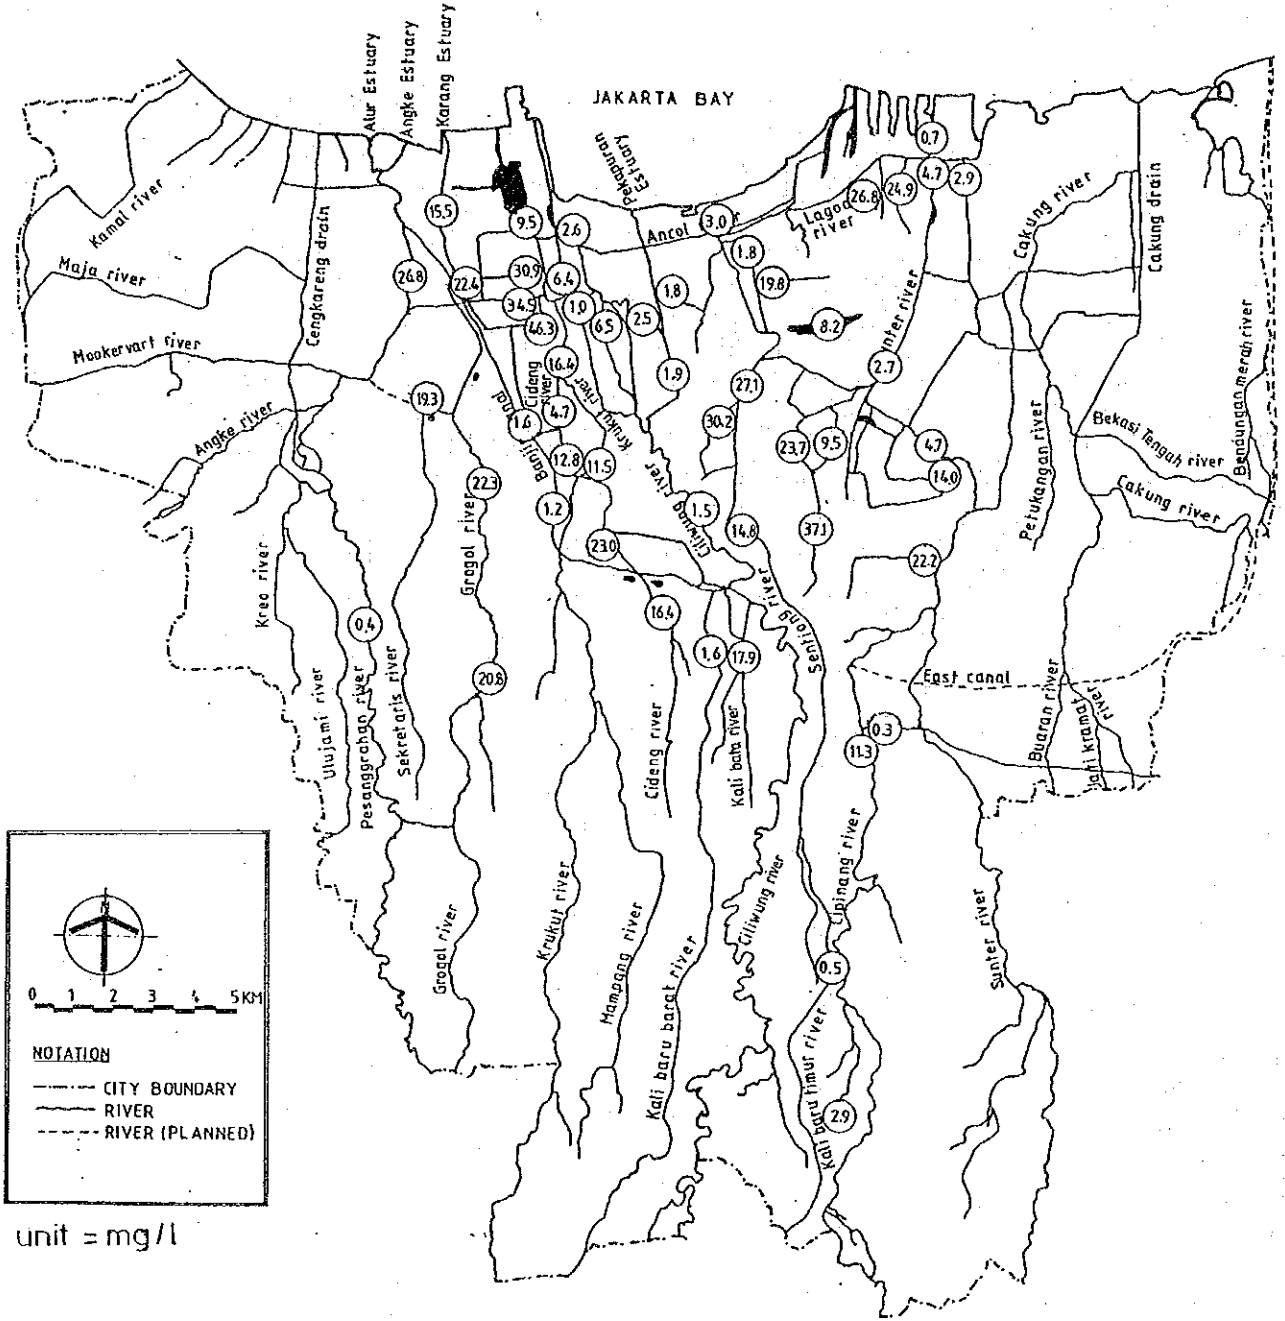 Alur Estuary
Angke Estuary
Karang Estuary
JAKARTA BAY
Pekapuran
Estuary
0.7
4.7
2.9
26.8
24.9
Lagoa
river
15.5
9.5
2.6
3.0
Ancol
1.8
Kamal river
Cengkareng drain
Cakung river
Cakung drain
Maja river
26.8
22.4
30.9
6.4
1.8
19.8
34.5
1.0
46.3
6.5
2.5
8.2
Sunter river
Mookervart river
16.4
1.9
2.7
27.1
19.3
Cideng
river
Krukut river
Banjir canal
1.6
4.7
30.2
23.7
9.5
4.7
14.0
Angke river
Petukangan river
Bekasi Tengah river
Bendungan merah river
Cakung river
12.8
11.5
22.3
1.2
Ciliwung river
1.5
14.8
37.1
Grogol river
23.0
22.2
Kreo river
0.4
16.4
Sentiong river
1.6
17.9
20.8
East canal
Ulujami river
Pesanggrahan river
Sekretaris river
Cideng river
Kali bata river
0.3
11.3
Buaran river
Jati kramat
river
Cipinang river
Ciliwung river
Sunter river
Grogol river
Krukut river
Mampang river
Kali baru barat river
0.5
Kali baru timur river
2.9
N
0 1 2 3 4 5 KM
NOTATION
CITY BOUNDARY
RIVER
RIVER (PLANNED)
unit = mg/l